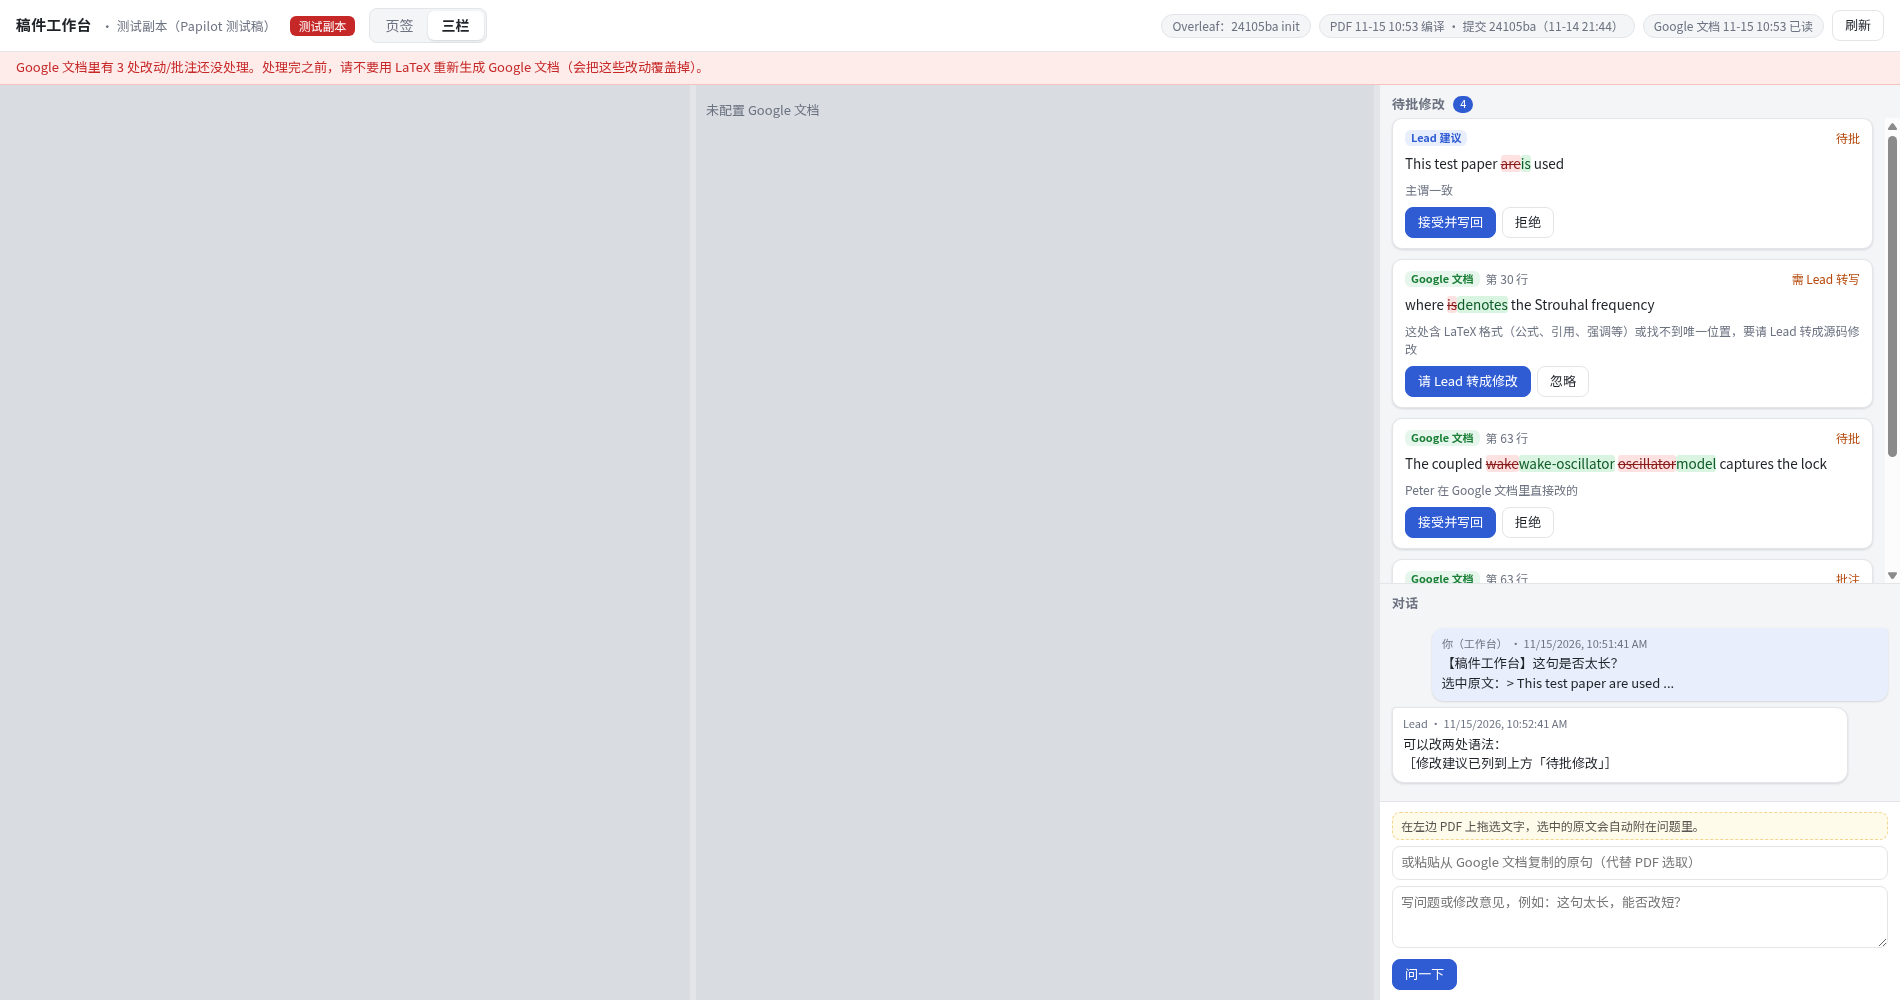 稿件工作台 · 测试副本（Papilot 测试稿） 测试副本 页签 三栏 Overleaf：24105ba init PDF 11-15 10:53 编译 · 提交 24105ba（11-14 21:44） Google 文档 11-15 10:53 已读 刷新
Google 文档里有 3 处改动/批注还没处理。处理完之前，请不要用 LaTeX 重新生成 Google 文档（会把这些改动覆盖掉）。
未配置 Google 文档
待批修改 4
Lead 建议 待批
This test paper areis used
主谓一致
接受并写回 拒绝
Google 文档 第 30 行 需 Lead 转写
where isdenotes the Strouhal frequency
这处含 LaTeX 格式（公式、引用、强调等）或找不到唯一位置，要请 Lead 转成源码修
改
请 Lead 转成修改 忽略
Google 文档 第 63 行 待批
The coupled wakewake-oscillator oscillatormodel captures the lock
Peter 在 Google 文档里直接改的
接受并写回 拒绝
Google 文档 第 63 行 批注
对话
你（工作台） · 11/15/2026, 10:51:41 AM
【稿件工作台】这句是否太长？
选中原文：> This test paper are used ...
Lead · 11/15/2026, 10:52:41 AM
可以改两处语法：
［修改建议已列到上方「待批修改」］
在左边 PDF 上拖选文字，选中的原文会自动附在问题里。
或粘贴从 Google 文档复制的原句（代替 PDF 选取）
写问题或修改意见，例如：这句太长，能否改短？
问一下